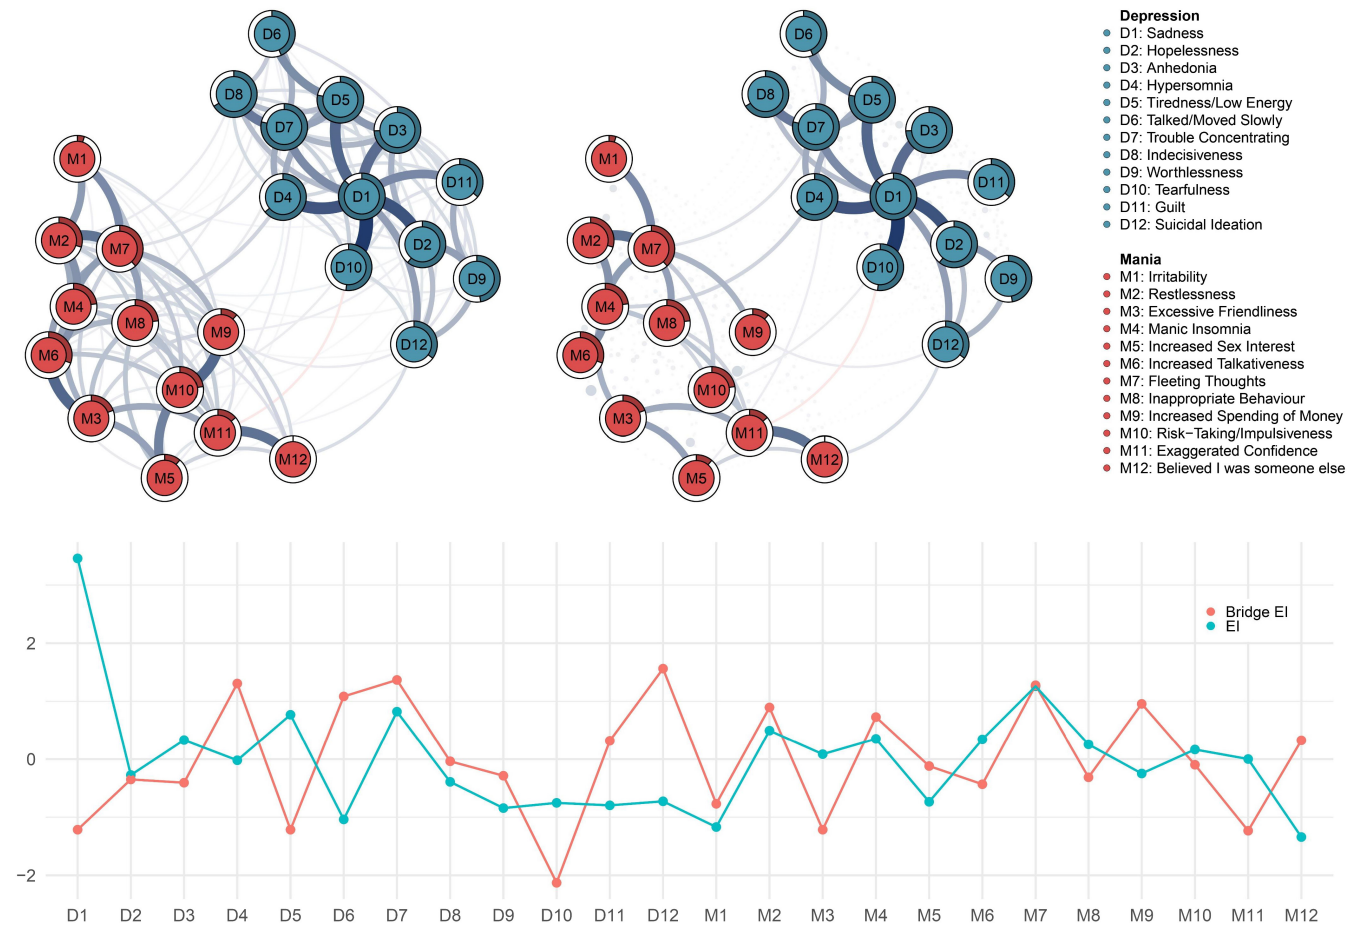 D6
D8
D5
D7
D3
M1
D11
D4
D1
M2
M7
D2
D10
D9
M4
M8
M9
D12
M6
M10
M3
M11
M12
M5
D6
D8
D5
D7
D3
M1
D11
D4
D1
M2
M7
D2
D10
D9
M4
M8
M9
D12
M6
M10
M3
M11
M12
M5
Depression
D1: Sadness
D2: Hopelessness
D3: Anhedonia
D4: Hypersomnia
D5: Tiredness/Low Energy
D6: Talked/Moved Slowly
D7: Trouble Concentrating
D8: Indecisiveness
D9: Worthlessness
D10: Tearfulness
D11: Guilt
D12: Suicidal Ideation
Mania
M1: Irritability
M2: Restlessness
M3: Excessive Friendliness
M4: Manic Insomnia
M5: Increased Sex Interest
M6: Increased Talkativeness
M7: Fleeting Thoughts
M8: Inappropriate Behaviour
M9: Increased Spending of Money
M10: Risk−Taking/Impulsiveness
M11: Exaggerated Confidence
M12: Believed I was someone else
Bridge EI
EI
2
0
−2
D1 D2 D3 D4 D5 D6 D7 D8 D9 D10 D11 D12 M1 M2 M3 M4 M5 M6 M7 M8 M9 M10 M11 M12